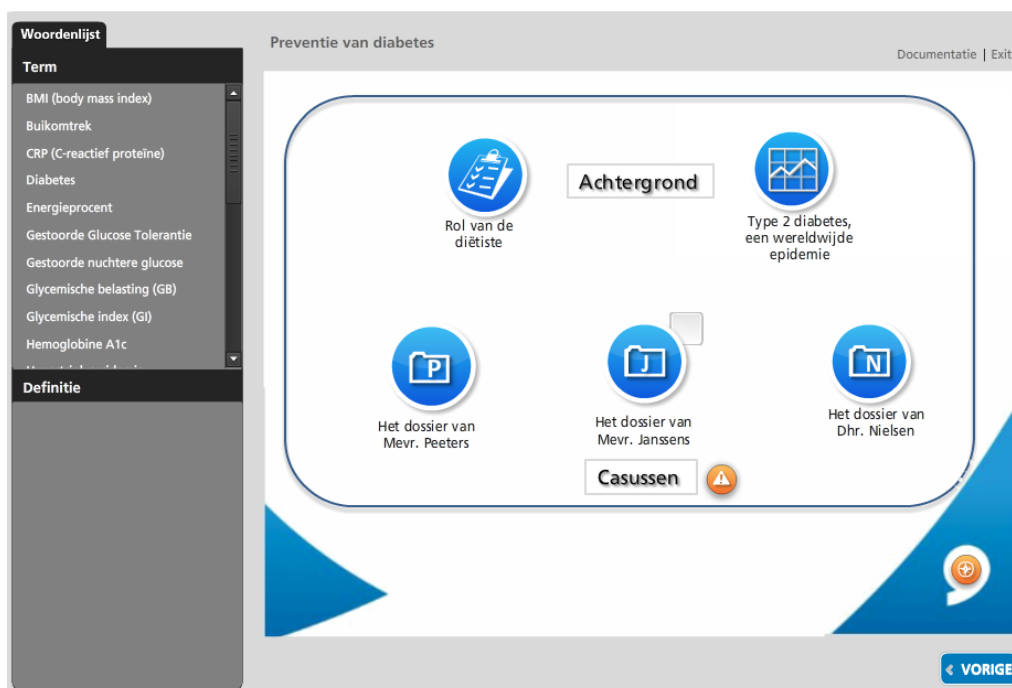 Woordenlijst
Term
BMI (body mass index)
Buikomtrek
CRP (C-reactief proteïne)
Diabetes
Energieprocent
Gestoorde Glucose Tolerantie
Gestoorde nuchtere glucose
Glycemische belasting (GB)
Glycemische index (GI)
Hemoglobine A1c
Definitie
Preventie van diabetes
Documentatie | Exit
Rol van de
diëtiste
Achtergrond
Type 2 diabetes,
een wereldwijde
epidemie
P
Het dossier van
Mevr. Peeters
J
Het dossier van
Mevr. Janssens
N
Het dossier van
Dhr. Nielsen
Casussen
« VORIGE